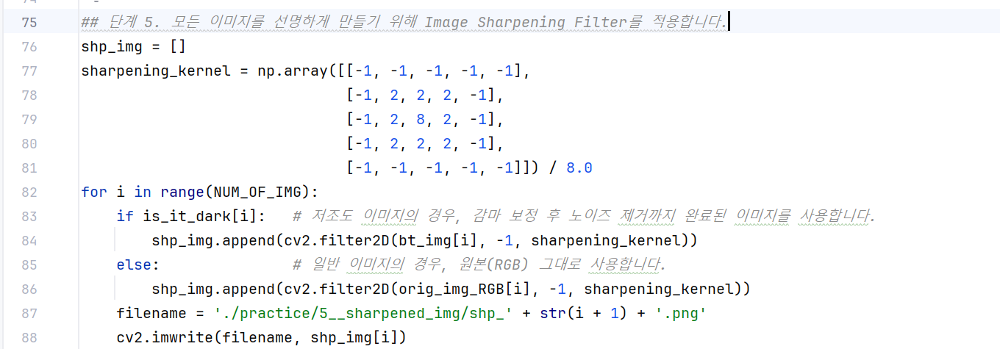 75 ## 단계 5. 모든 이미지를 선명하게 만들기 위해 Image Sharpening Filter를 적용합니다.
76 shp_img = []
77 sharpening_kernel = np.array([[-1, -1, -1, -1, -1],
78 [-1, 2, 2, 2, -1],
79 [-1, 2, 8, 2, -1],
80 [-1, 2, 2, 2, -1],
81 [-1, -1, -1, -1, -1]]) / 8.0
82 for i in range(NUM_OF_IMG):
83 if is_it_dark[i]:   # 저조도 이미지의 경우, 감마 보정 후 노이즈 제거까지 완료된 이미지를 사용합니다.
84 shp_img.append(cv2.filter2D(bt_img[i], -1, sharpening_kernel))
85 else:               # 일반 이미지의 경우, 원본(RGB) 그대로 사용합니다.
86 shp_img.append(cv2.filter2D(orig_img_RGB[i], -1, sharpening_kernel))
87 filename = './practice/5__sharpened_img/shp_' + str(i + 1) + '.png'
88 cv2.imwrite(filename, shp_img[i])